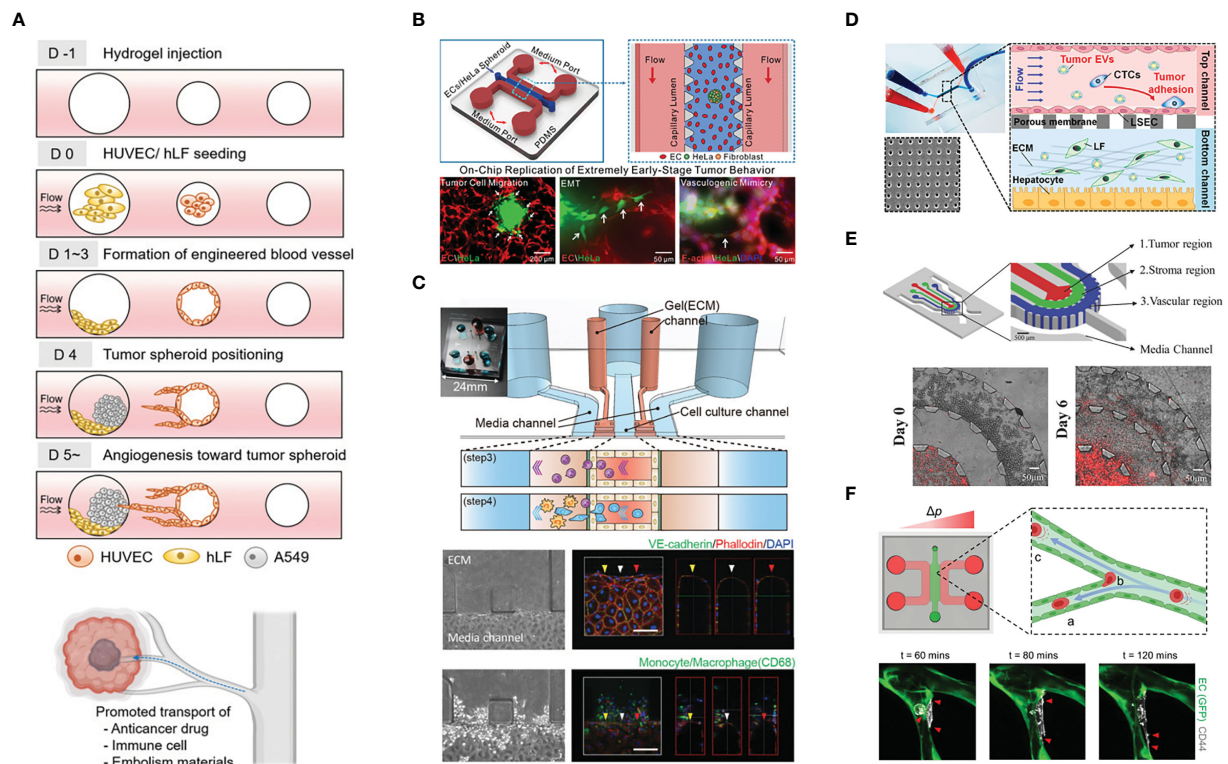 A
Hydrogel injection
D 0
HUVEC/ hLF seeding
Flow
D 1~
Formation of engineered blood vessel
Flow
D 4
Tumor spheroid positioning
Flow
D 5~
Angiogenesis toward tumor spheroid
Flow
HUVEC
hLF
A549
Promoted transport of
- Anticancer drug
- Immune cell
- Embolism materials
B
ECs/HeLa Spheroid
Medium Port
Medium Port
PDMS
Flow
Flow
Capillary Lumen
Capillary Lumen
EC HeLa Fibroblast
On-Chip Replication of Extremely Early-Stage Tumor Behavior
Tumor Cell Migration
EC\HeLa
200 μm
EMT
EC\HeLa
50 μm
Vasculogenic Mimicry
F-actin\HeLa\DAPI
50 μm
C
24mm
Gel(ECM)
channel
Media channel
Cell culture channel
(step3)
(step4)
VE-cadherin/Phallodin/DAPI
ECM
Media channel
Monocyte/Macrophage(CD68)
D
Flow
Tumor EVs
CTCs
Tumor
adhesion
Top channel
Porous membrane
LSEC
ECM
LF
Hepatocyte
Bottom channel
E
1.Tumor region
2.Stroma region
3.Vascular region
500 μm
Media Channel
Day 0
50μm
Day 6
50μm
F
Δp
c
b
a
t = 60 mins
t = 80 mins
t = 120 mins
EC (GFP) CD44